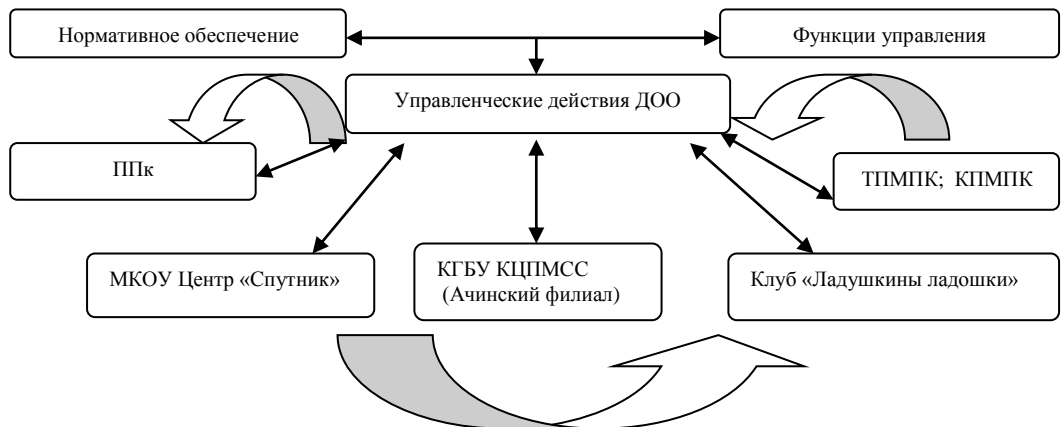 Нормативное обеспечение
Функции управления
Управленческие действия ДОО
ППк
ТПМПК; КПМПК
МКОУ Центр «Спутник»
КГБУ КЦПМСС
(Ачинский филиал)
Клуб «Ладушкины ладошки»